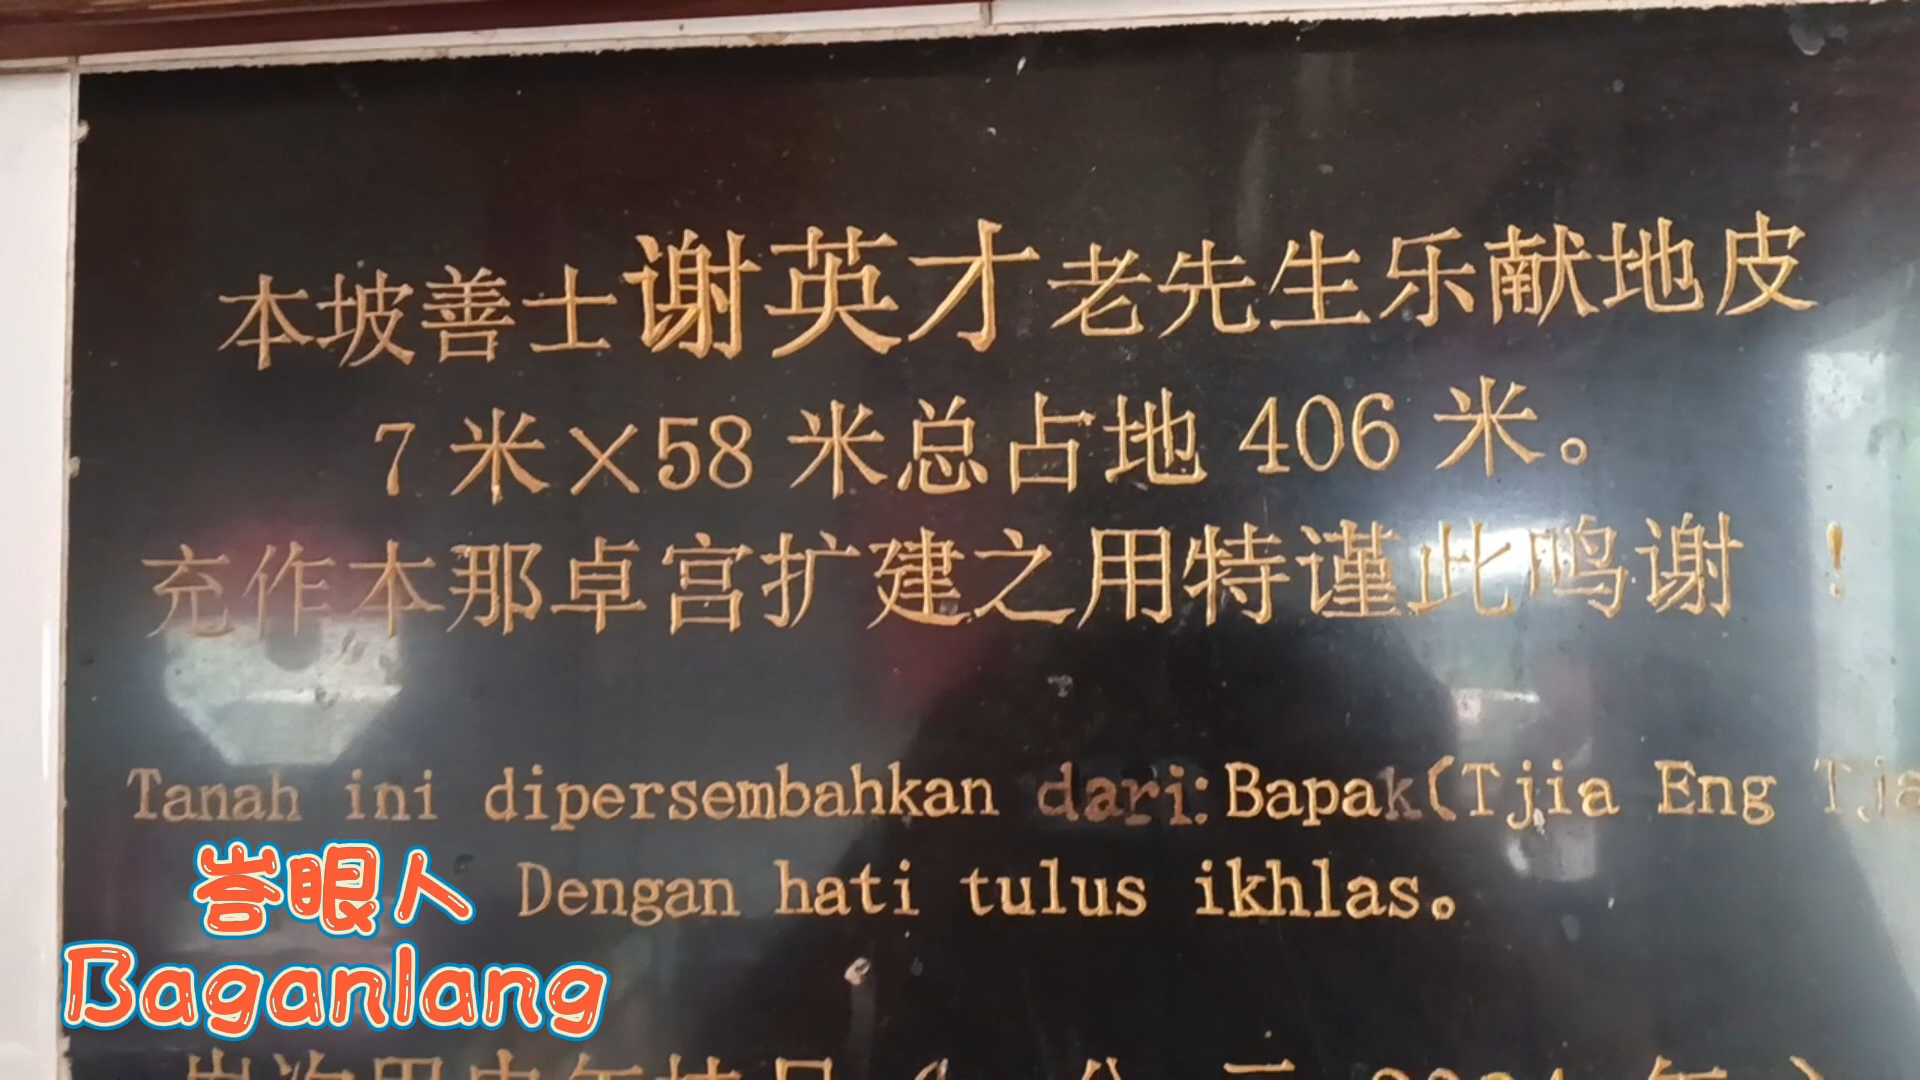 本坡善士谢英才老先生乐献地皮
7米×58米总占地406米。
充作本那卓宫扩建之用特谨此鸣谢！
Tanah ini dipersembahkan dari:Bapak(Tjia Eng
Dengan hati tulus ikhlas。
峇眼人
Baganlang